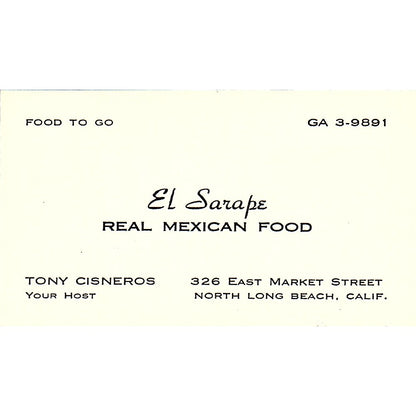 FOOD TO GO
GA 3-9891
El Sarape
REAL MEXICAN FOOD
TONY CISNEROS
YOUR HOST
326 EAST MARKET STREET
NORTH LONG BEACH, CALIF.